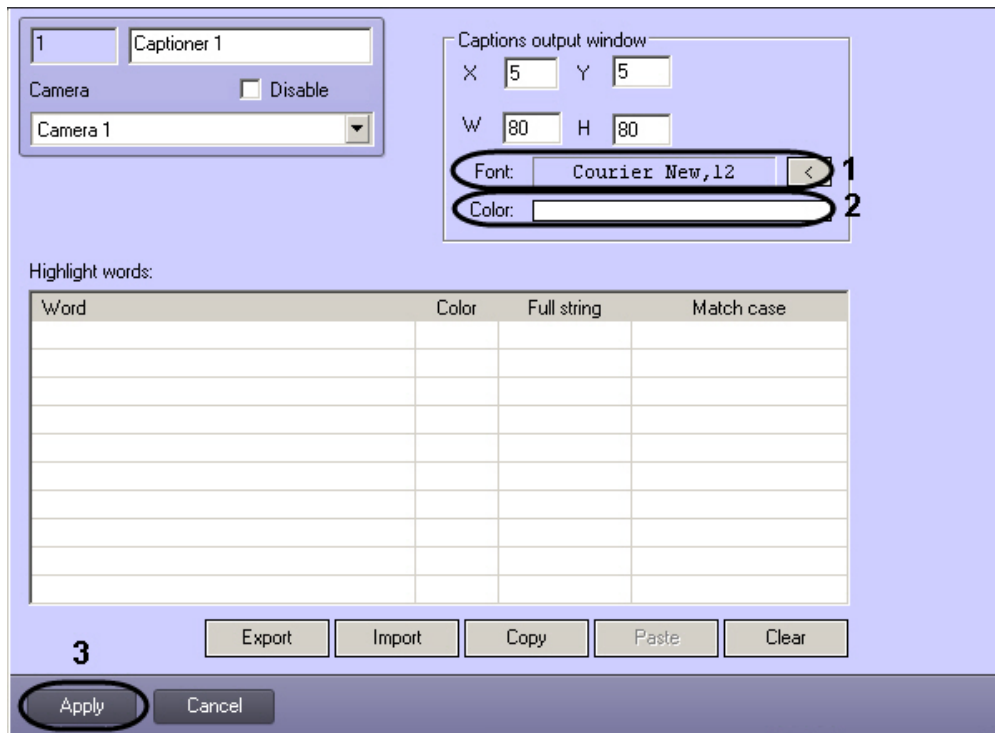 1 Captioner 1
Camera Disable
Camera 1
Captions output window
X 5 Y 5
W 80 H 80
Font: Courier New,12 < 1
Color: 2
Highlight words:
Word Color Full string Match case
Export Import Copy Paste Clear
3
Apply Cancel